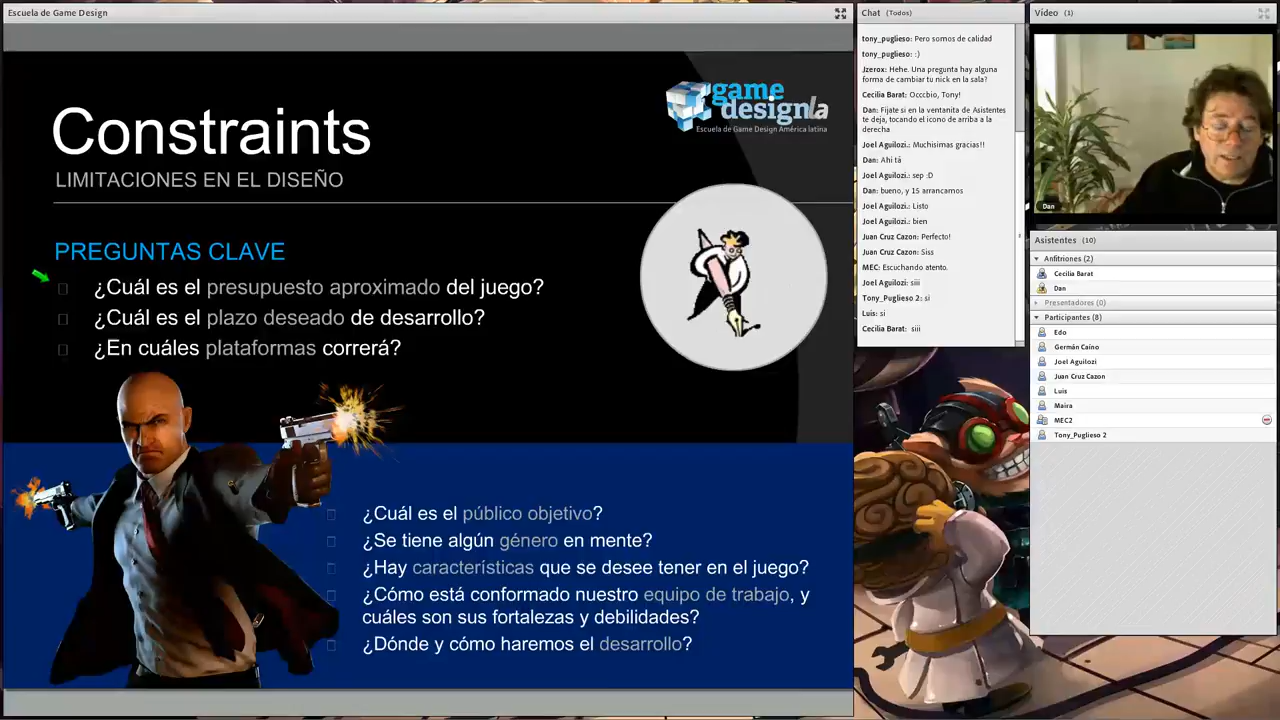 Escuela de Game Design
Constraints
LIMITACIONES EN EL DISEÑO
game
designla
Escuela de Game Design América latina
PREGUNTAS CLAVE
¿Cuál es el presupuesto aproximado del juego?
¿Cuál es el plazo deseado de desarrollo?
¿En cuáles plataformas correrá?
¿Cuál es el público objetivo?
¿Se tiene algún género en mente?
¿Hay características que se desee tener en el juego?
¿Cómo está conformado nuestro equipo de trabajo, y
cuáles son sus fortalezas y debilidades?
¿Dónde y cómo haremos el desarrollo?
Chat (Todos)
tony_puglieso: Pero somos de calidad
tony_puglieso: :)
Jzerox: Hehe. Una pregunta hay alguna
forma de cambiar tu nick en la sala?
Cecilia Barat: Occcbio, Tony!
Dan: Fijate si en la ventanita de Asistentes
te deja, tocando el icono de arriba a la
derecha
Joel Aguilozi.: Muchisimas gracias!!
Dan: Ahi tá
Joel Aguilozi.: sep :D
Dan: bueno, y 15 arrancamos
Joel Aguilozi.: Listo
Joel Aguilozi.: bien
Juan Cruz Cazon: Perfecto!
Juan Cruz Cazon: Siss
MEC: Escuchando atento.
Joel Aguilozi: siii
Tony_Puglieso 2: si
Luis: si
Cecilia Barat: siii
Vídeo (1)
Dan
Asistentes (10)
Anfitriones (2)
Cecilia Barat
Dan
Presentadores (0)
Participantes (8)
Edo
Germán Caíno
Joel Aguilozi
Juan Cruz Cazon
Luis
Maira
MEC2
Tony_Puglieso 2